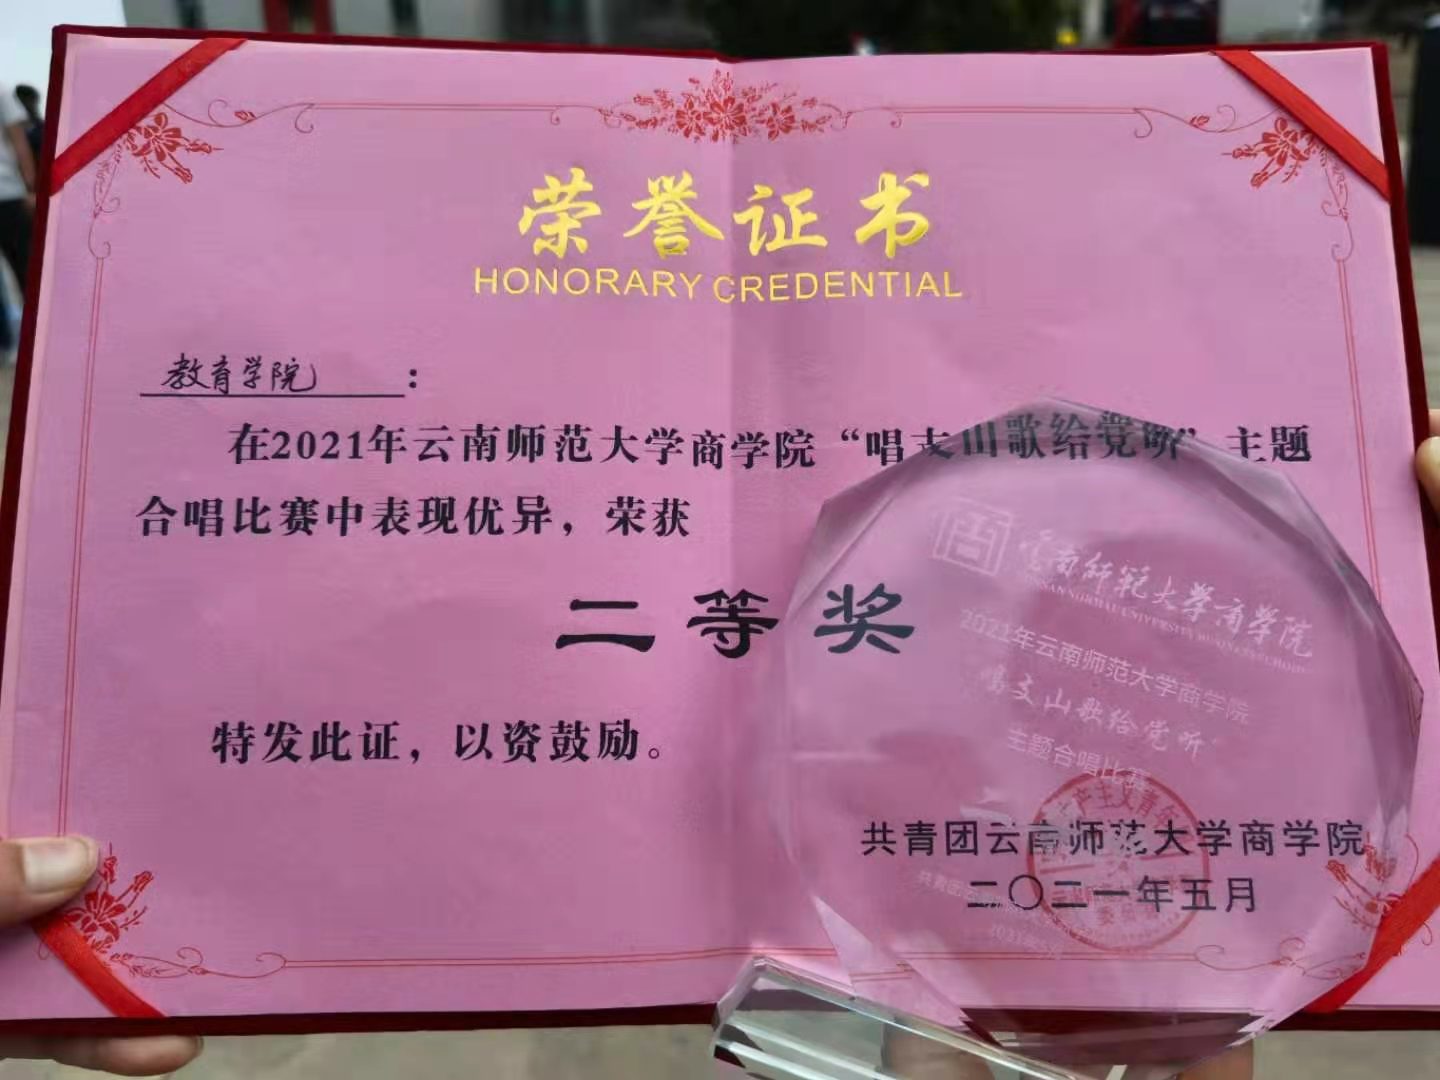 荣誉证书
HONORARY CREDENTIAL
教育学院：
在2021年云南师范大学商学院“唱支山歌给党听”主题
合唱比赛中表现优异，荣获
二等奖
特发此证，以资鼓励。
共青团云南师范大学商学院
二〇二一年五月
商
云南师范大学商学院
2021年云南师范大学商学院
唱支山歌给党听
主题合唱比赛